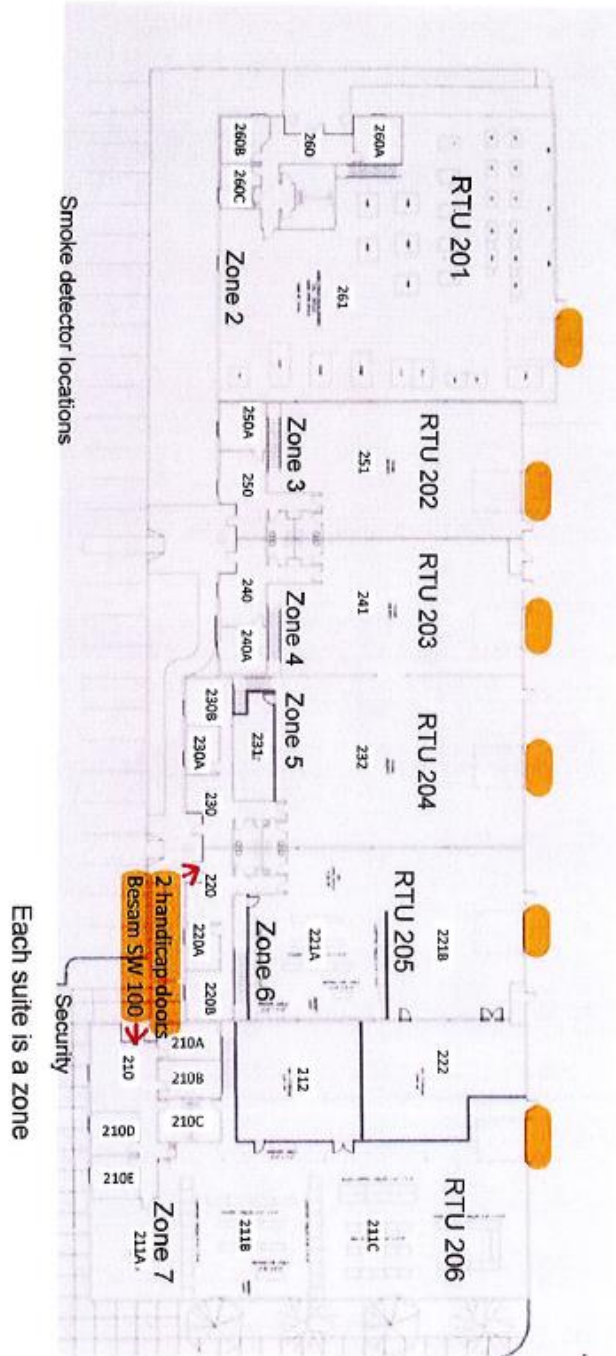 RTU 201
RTU 202
RTU 203
RTU 204
RTU 205
RTU 206
260A
260
260B
260C
261
Zone 2
251
Zone 3
250A
250
241
Zone 4
240
240A
232
Zone 5
231
230B
230A
230
221B
221A
Zone 6
220
220A
220B
222
212
210A
210B
210C
210
210D
210E
211C
211B
Zone 7
211A
2 handicap doors
Besam SW 100
Security
Smoke detector locations
Each suite is a zone